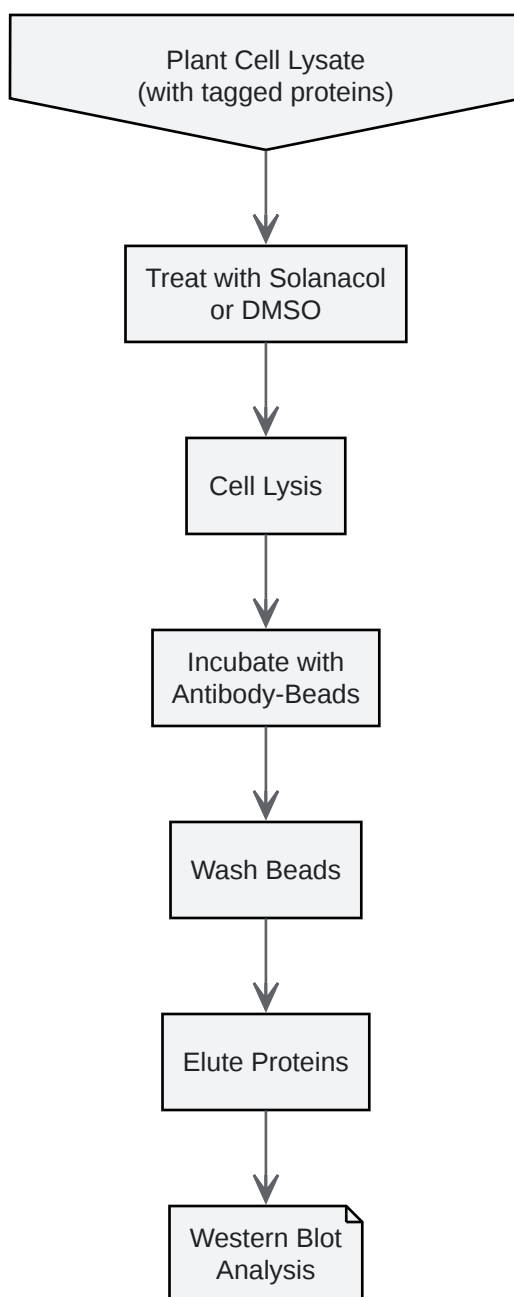 Plant Cell Lysate
(with tagged proteins)
Treat with Solanacol
or DMSO
Cell Lysis
Incubate with
Antibody-Beads
Wash Beads
Elute Proteins
Western Blot
Analysis